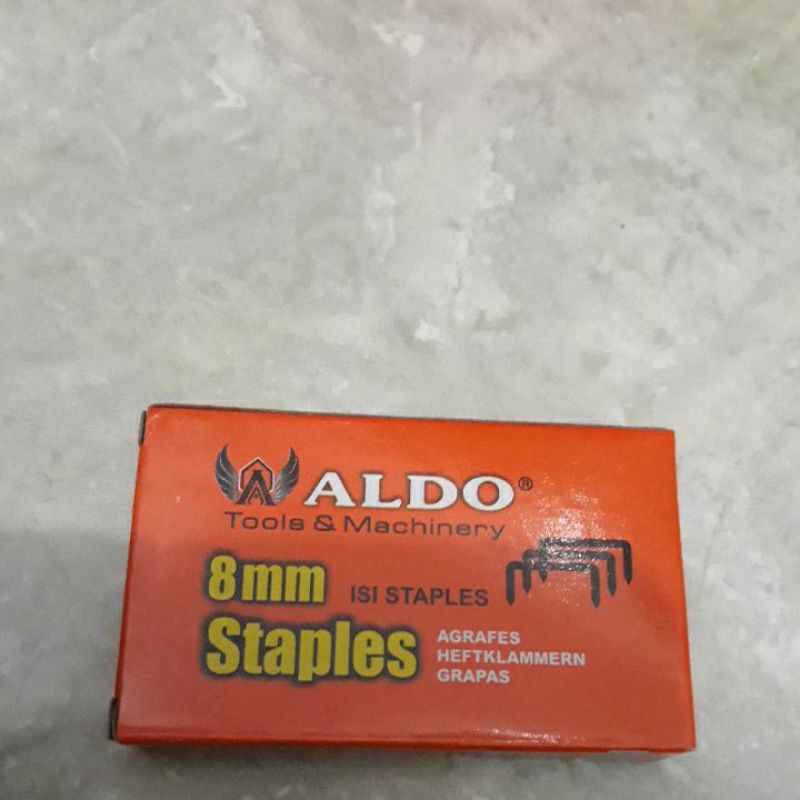 ALDO®
Tools & Machinery
8mm ISI STAPLES
Staples
AGRAFES
HEFTKLAMMERN
GRAPAS